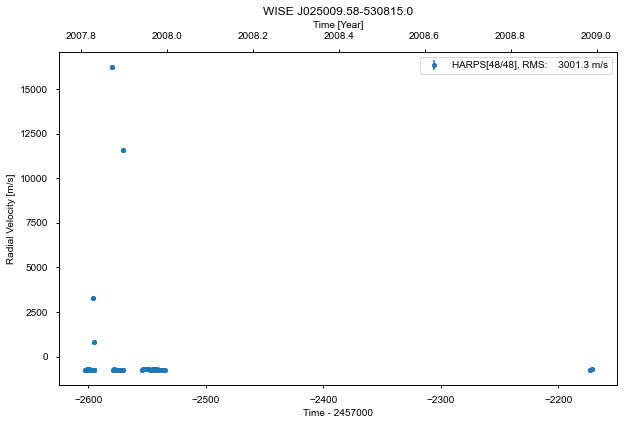 WISE J025009.58-530815.0
Time [Year]
2007.8 2008.0 2008.2 2008.4 2008.6 2008.8 2009.0
HARPS[48/48], RMS: 3001.3 m/s
15000
12500
10000
7500
5000
2500
0
Radial Velocity [m/s]
−2600 −2500 −2400 −2300 −2200
Time - 2457000